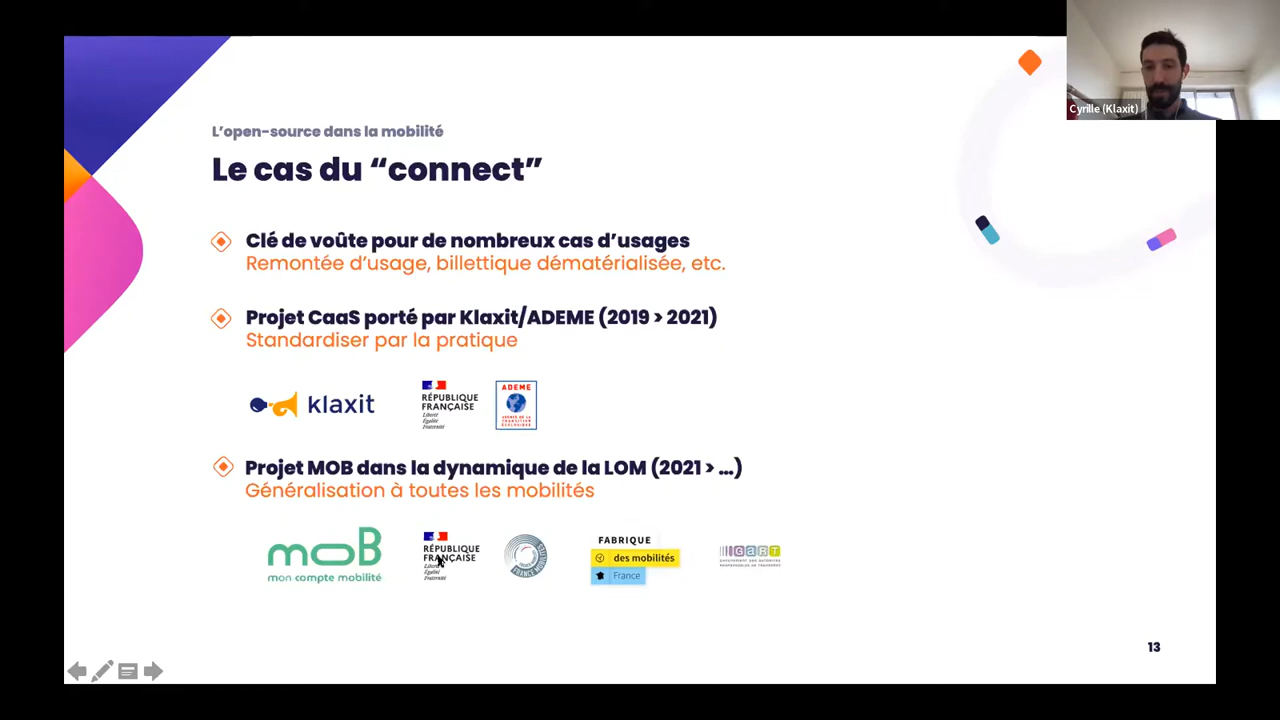 Cyrille (Klaxit)
L’open-source dans la mobilité
Le cas du “connect”
Clé de voûte pour de nombreux cas d’usages
Remontée d’usage, billettique dématérialisée, etc.
Projet CaaS porté par Klaxit/ADEME (2019 > 2021)
Standardiser par la pratique
klaxit
RÉPUBLIQUE
FRANÇAISE
Liberté
Égalité
Fraternité
ADEME
Projet MOB dans la dynamique de la LOM (2021 > …)
Généralisation à toutes les mobilités
moB
mon compte mobilité
RÉPUBLIQUE
FRANÇAISE
Égalité
Fraternité
FRANCE MOBILITÉS
FABRIQUE
des mobilités
France
GART
13